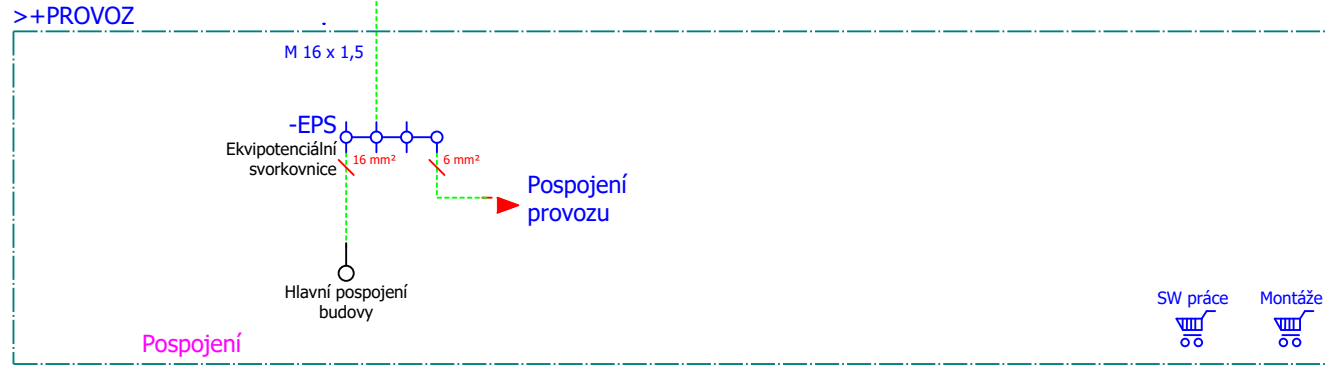 >+PROVOZ
M 16 x 1,5
-EPS
Ekvipotenciální
svorkovnice
16 mm²
6 mm²
Pospojení
provozu
Hlavní pospojení
budovy
Pospojení
SW práce
Montáže